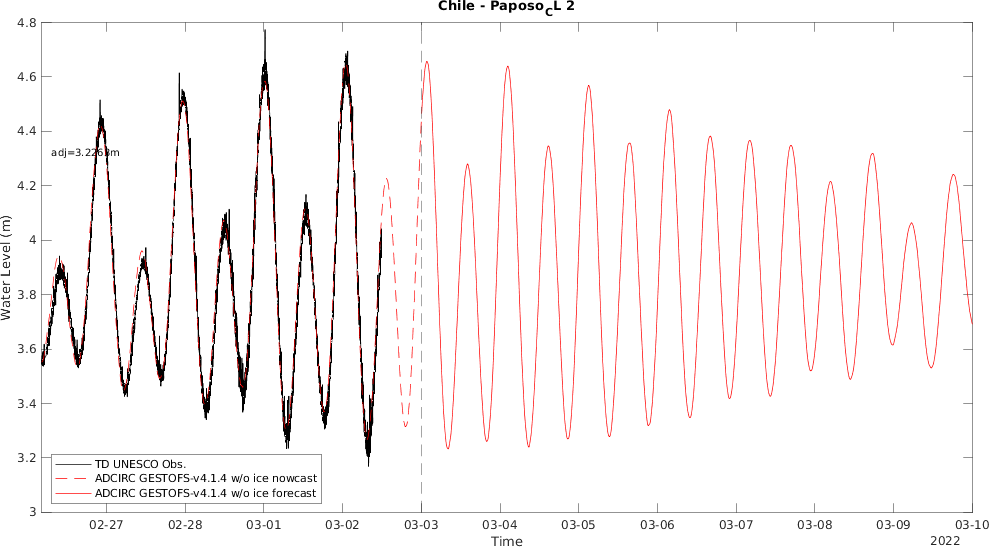 Chile - Paposo_CL 2
4.8
4.6
4.4
4.2
4
3.8
3.6
3.4
3.2
3
Water Level (m)
adj=3.2263m
TD UNESCO Obs.
ADCIRC GESTOFS-v4.1.4 w/o ice nowcast
ADCIRC GESTOFS-v4.1.4 w/o ice forecast
02-27 02-28 03-01 03-02 03-03 03-04 03-05 03-06 03-07 03-08 03-09 03-10
Time
2022